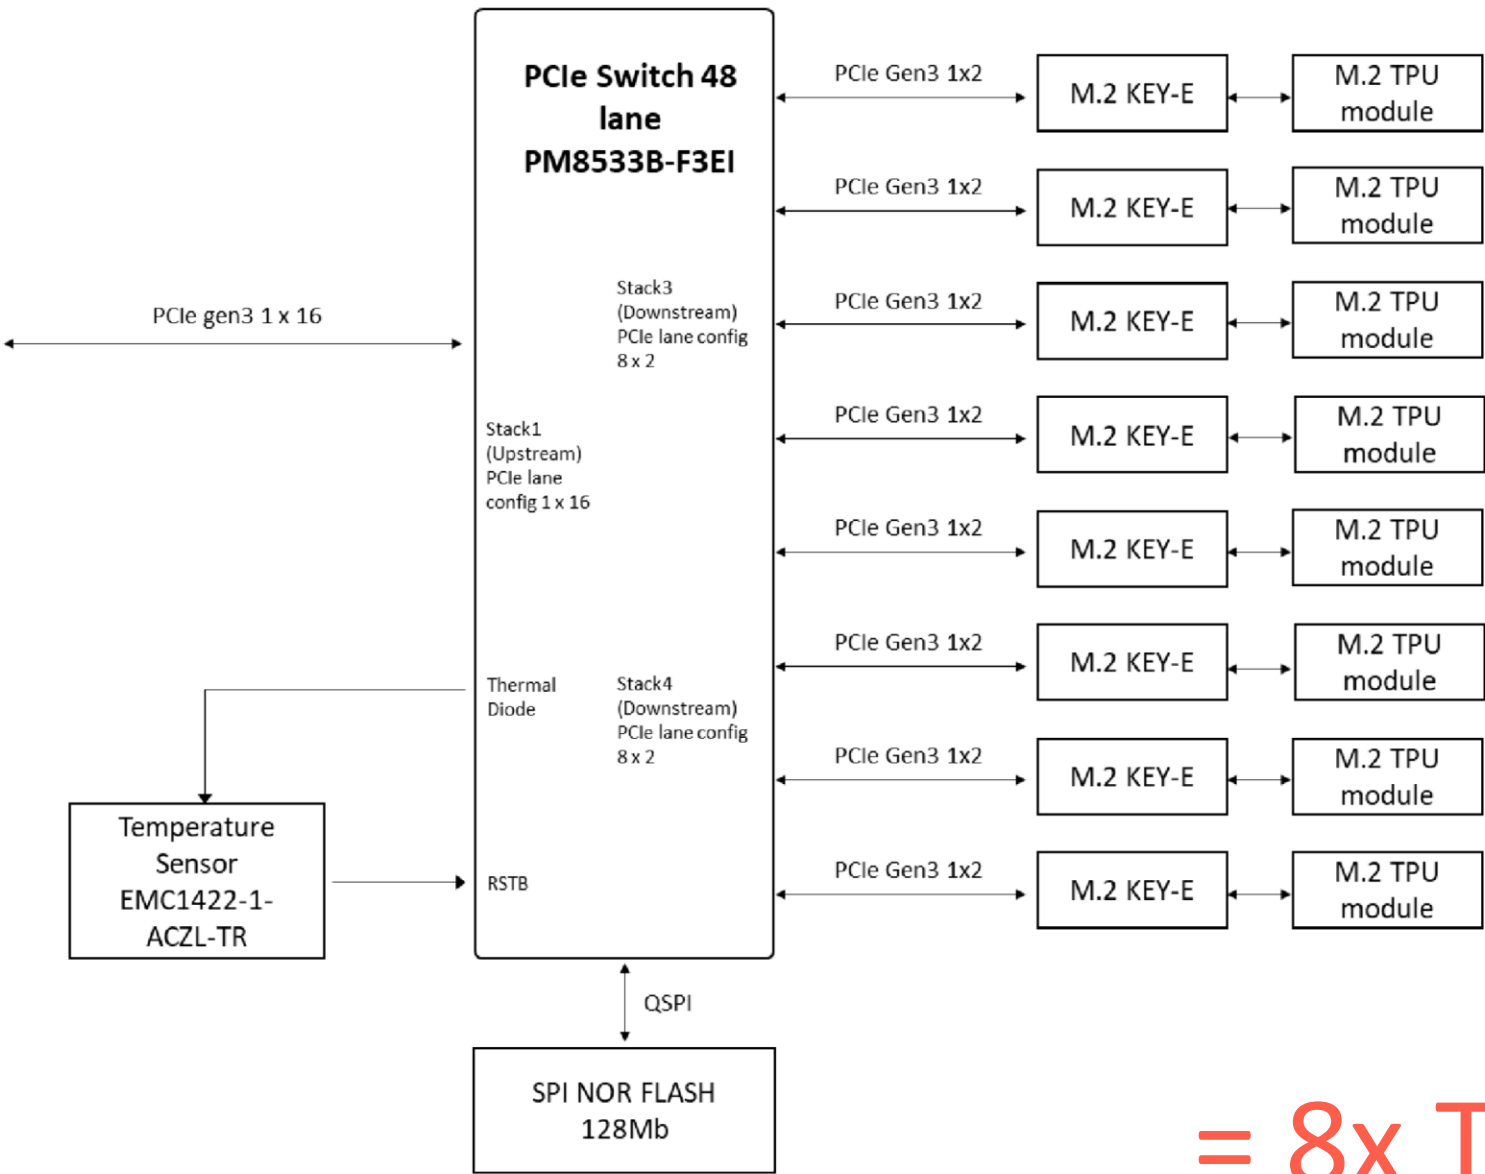 PCIe Switch 48
lane
PM8533B-F3EI
PCIe gen3 1 x 16
Stack3
(Downstream)
PCIe lane config
8 x 2
Stack1
(Upstream)
PCIe lane
config 1 x 16
Thermal
Diode
Stack4
(Downstream)
PCIe lane config
8 x 2
RSTB
Temperature
Sensor
EMC1422-1-
ACZL-TR
QSPI
SPI NOR FLASH
128Mb
PCIe Gen3 1x2
M.2 KEY-E
M.2 TPU
module
PCIe Gen3 1x2
M.2 KEY-E
M.2 TPU
module
PCIe Gen3 1x2
M.2 KEY-E
M.2 TPU
module
PCIe Gen3 1x2
M.2 KEY-E
M.2 TPU
module
PCIe Gen3 1x2
M.2 KEY-E
M.2 TPU
module
PCIe Gen3 1x2
M.2 KEY-E
M.2 TPU
module
PCIe Gen3 1x2
M.2 KEY-E
M.2 TPU
module
PCIe Gen3 1x2
M.2 KEY-E
M.2 TPU
module
= 8x T